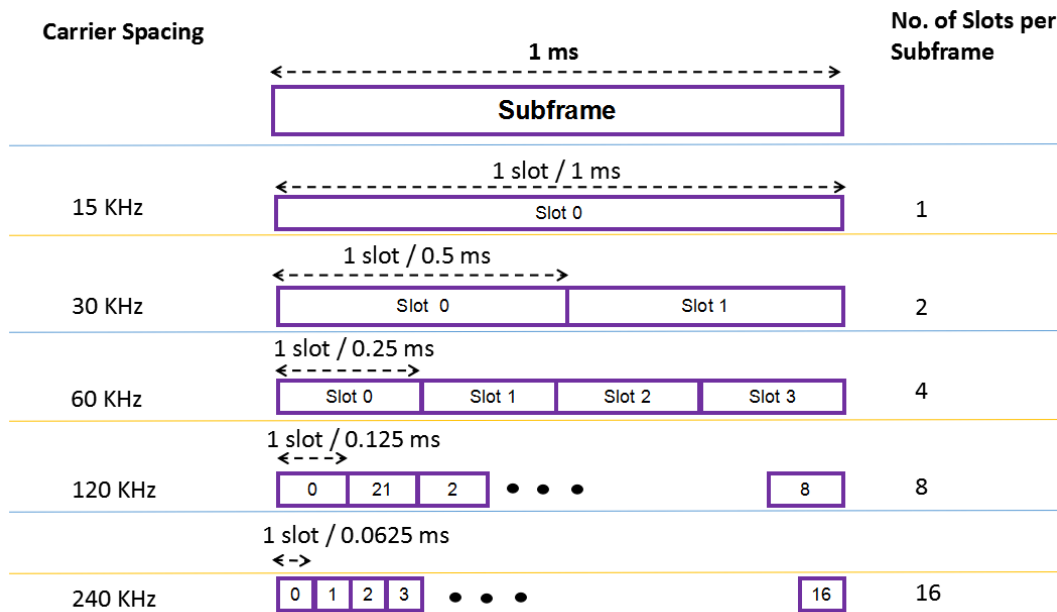 Carrier Spacing
No. of Slots per
Subframe
1 ms
Subframe
1 slot / 1 ms
15 KHz
Slot 0
1
1 slot / 0.5 ms
30 KHz
Slot 0
Slot 1
2
1 slot / 0.25 ms
60 KHz
Slot 0
Slot 1
Slot 2
Slot 3
4
1 slot / 0.125 ms
120 KHz
0
21
2
8
8
1 slot / 0.0625 ms
240 KHz
0
1
2
3
16
16